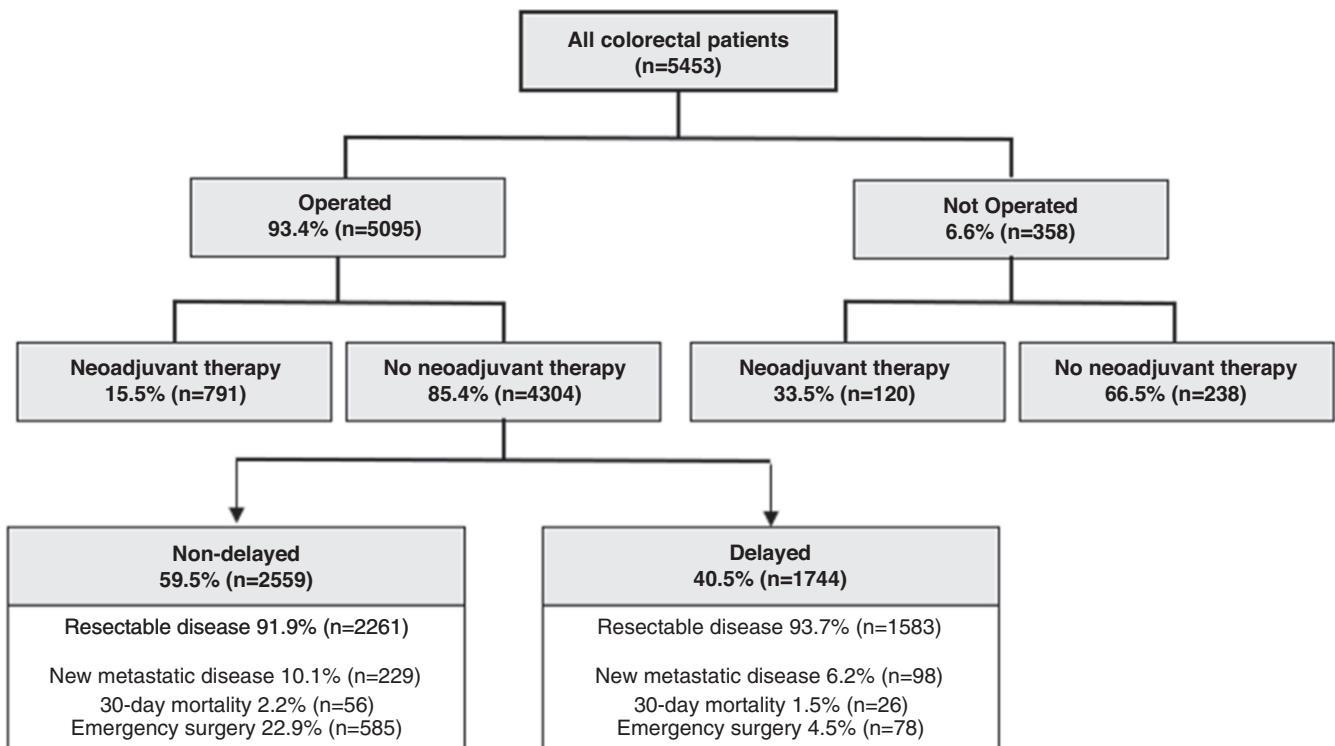 All colorectal patients
(n=5453)
Operated
93.4% (n=5095)
Not Operated
6.6% (n=358)
Neoadjuvant therapy
15.5% (n=791)
No neoadjuvant therapy
85.4% (n=4304)
Neoadjuvant therapy
33.5% (n=120)
No neoadjuvant therapy
66.5% (n=238)
Non-delayed
59.5% (n=2559)
Resectable disease 91.9% (n=2261)
New metastatic disease 10.1% (n=229)
30-day mortality 2.2% (n=56)
Emergency surgery 22.9% (n=585)
Delayed
40.5% (n=1744)
Resectable disease 93.7% (n=1583)
New metastatic disease 6.2% (n=98)
30-day mortality 1.5% (n=26)
Emergency surgery 4.5% (n=78)